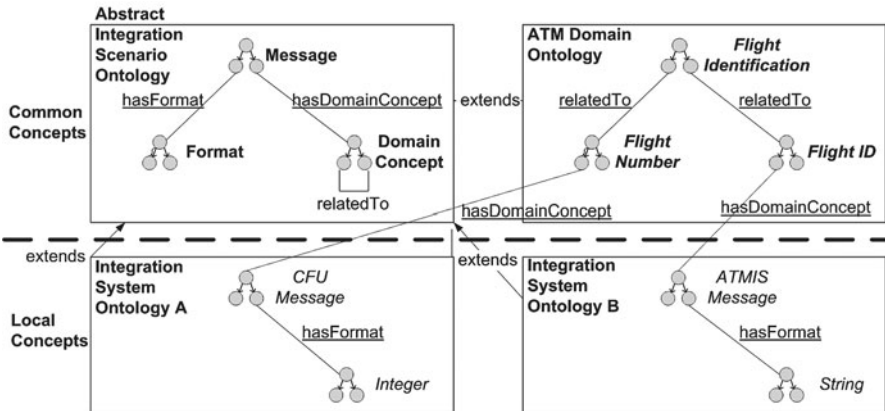 Abstract
Integration
Scenario
Ontology
Message
hasFormat
hasDomainConcept
Format
Domain
Concept
relatedTo
extends
ATM Domain
Ontology
Flight
Identification
relatedTo
relatedTo
Flight
Number
Flight ID
hasDomainConcept
hasDomainConcept
Common
Concepts
extends
extends
Local
Concepts
Integration
System
Ontology A
CFU
Message
hasFormat
Integer
Integration
System
Ontology B
ATMIS
Message
hasFormat
String